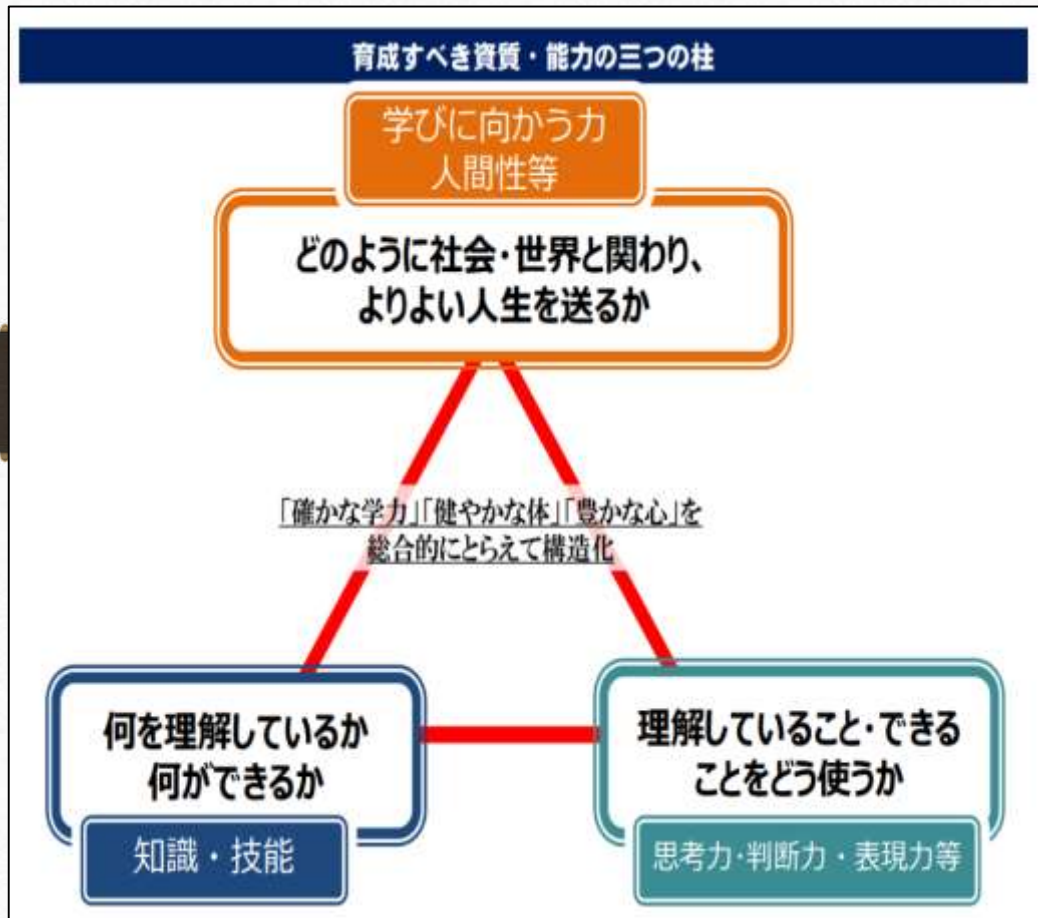 育成すべき資質・能力の三つの柱
学びに向かう力
人間性等
どのように社会・世界と関わり、
よりよい人生を送るか
「確かな学力」「健やかな体」「豊かな心」を
総合的にとらえて構造化
何を理解しているか
何ができるか
知識・技能
理解していること・できる
ことをどう使うか
思考力・判断力・表現力等